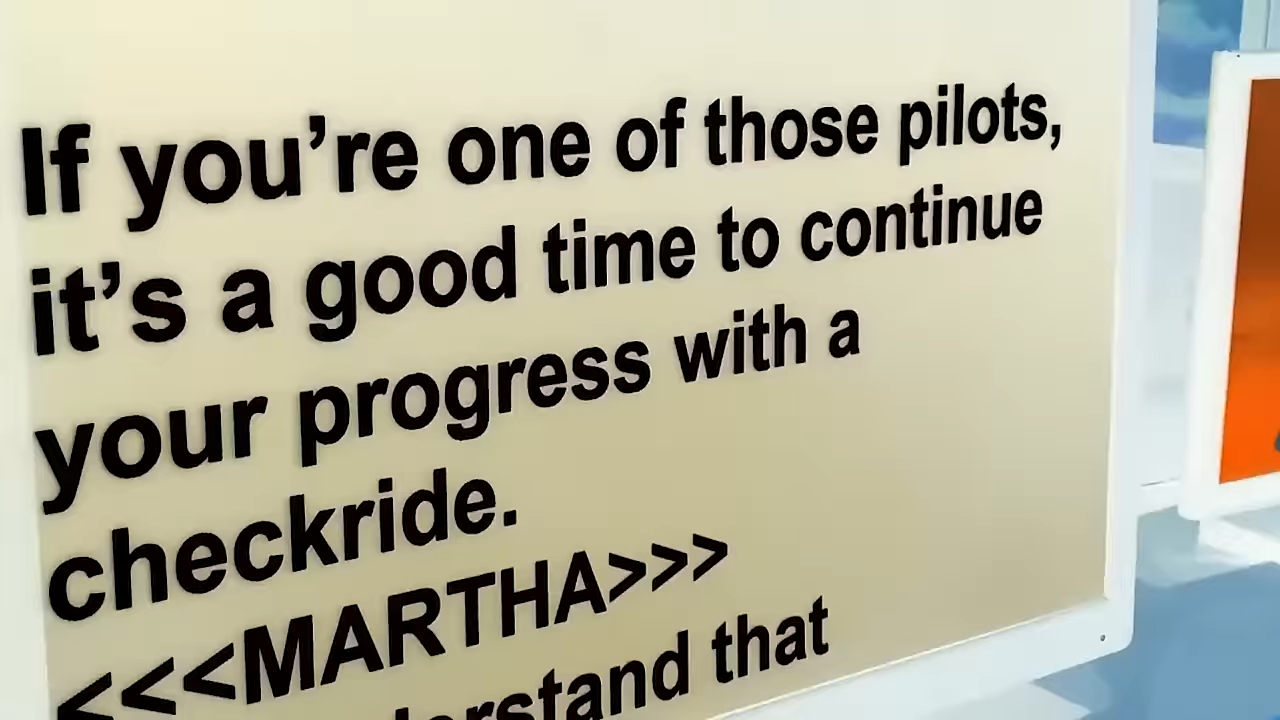 If you’re one of those pilots,
it’s a good time to continue
your progress with a
checkride.
<<<MARTHA>>>
that